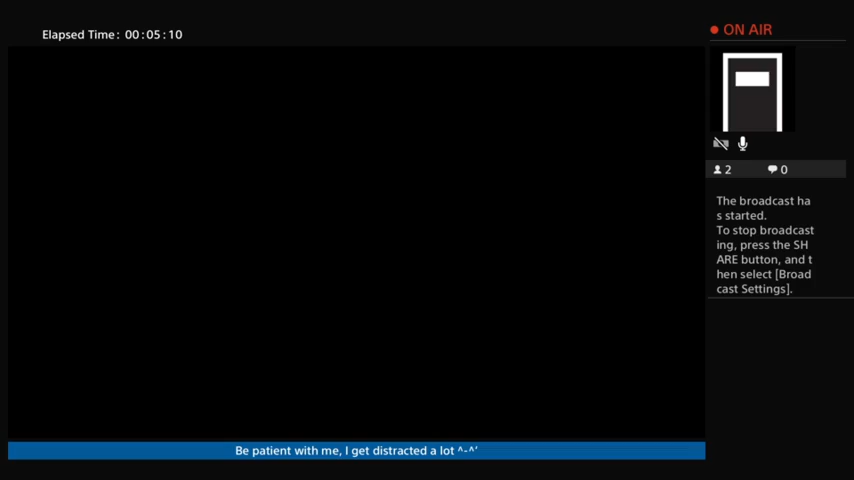 Elapsed Time: 00:05:10
ON AIR
2
0
The broadcast ha
s started.
To stop broadcast
ing, press the SH
ARE button, and t
hen select [Broad
cast Settings].
Be patient with me, I get distracted a lot ^-^'